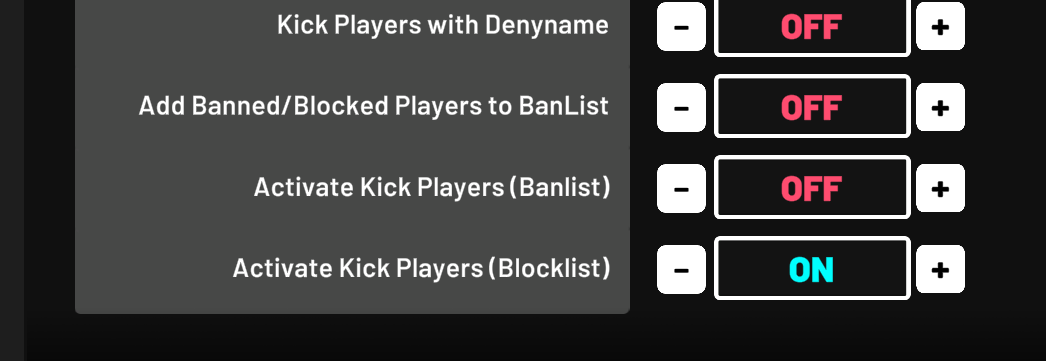 Kick Players with Denyname - OFF +
Add Banned/Blocked Players to BanList - OFF +
Activate Kick Players (Banlist) - OFF +
Activate Kick Players (Blocklist) - ON +